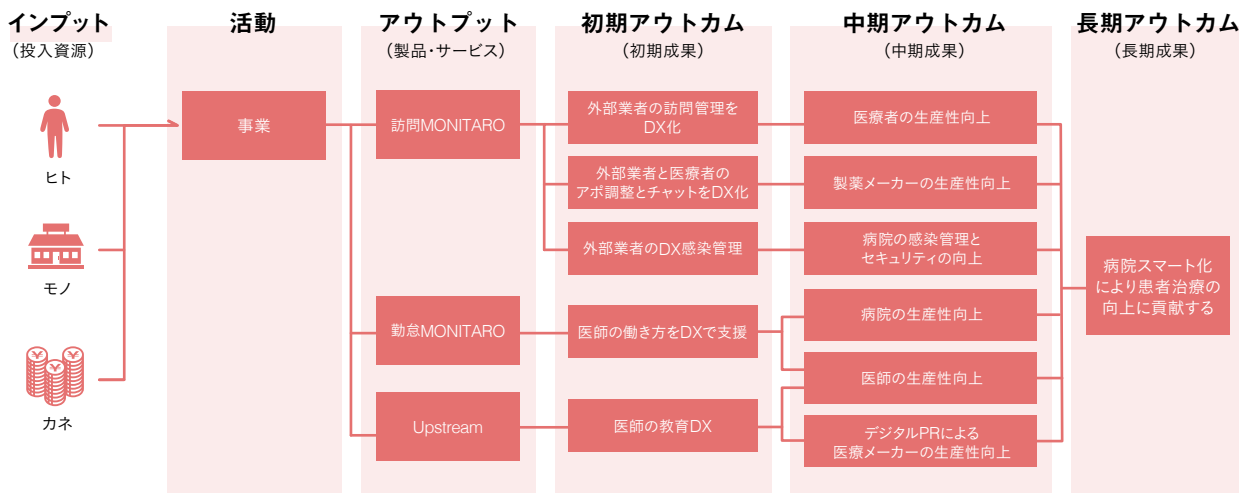 インプット
（投入資源）
活動
アウトプット
（製品・サービス）
初期アウトカム
（初期成果）
中期アウトカム
（中期成果）
長期アウトカム
（長期成果）
ヒト
モノ
¥
¥
¥
カネ
事業
訪問MONITARO
勤怠MONITARO
Upstream
外部業者の訪問管理を
DX化
外部業者と医療者の
アポ調整とチャットをDX化
外部業者のDX感染管理
医師の働き方をDXで支援
医師の教育DX
医療者の生産性向上
製薬メーカーの生産性向上
病院の感染管理と
セキュリティの向上
病院の生産性向上
医師の生産性向上
デジタルPRによる
医療メーカーの生産性向上
病院スマート化
により患者治療の
向上に貢献する